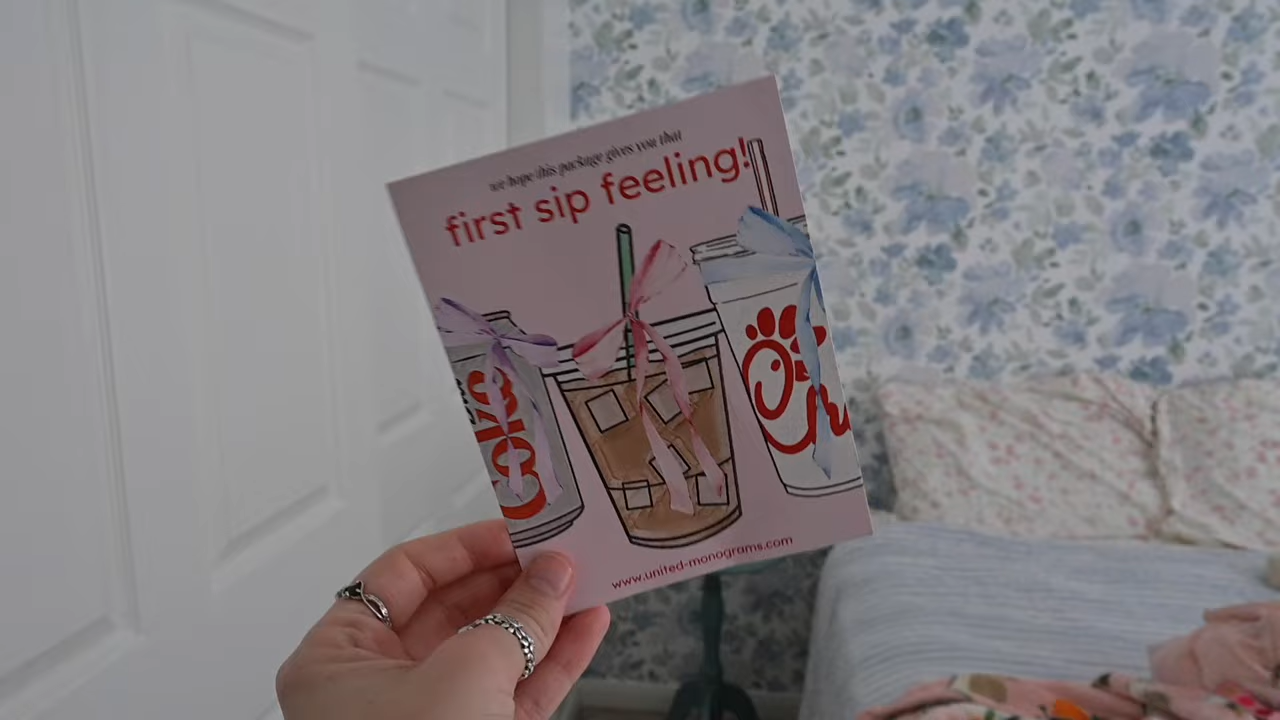 we hope this package gives you that
first sip feeling!
Coke
www.united-monograms.com